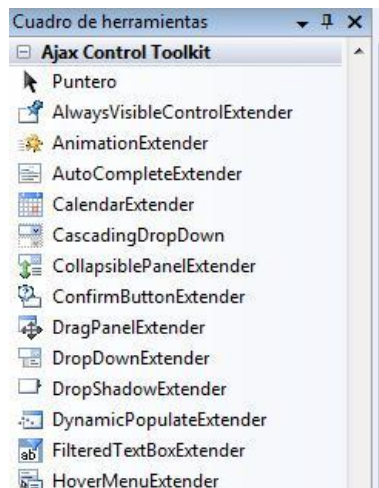 Cuadro de herramientas
Ajax Control Toolkit
Puntero
AlwaysVisibleControlExtender
AnimationExtender
AutoCompleteExtender
CalendarExtender
CascadingDropDown
CollapsiblePanelExtender
ConfirmButtonExtender
DragPanelExtender
DropDownExtender
DropShadowExtender
DynamicPopulateExtender
FilteredTextBoxExtender
HoverMenuExtender